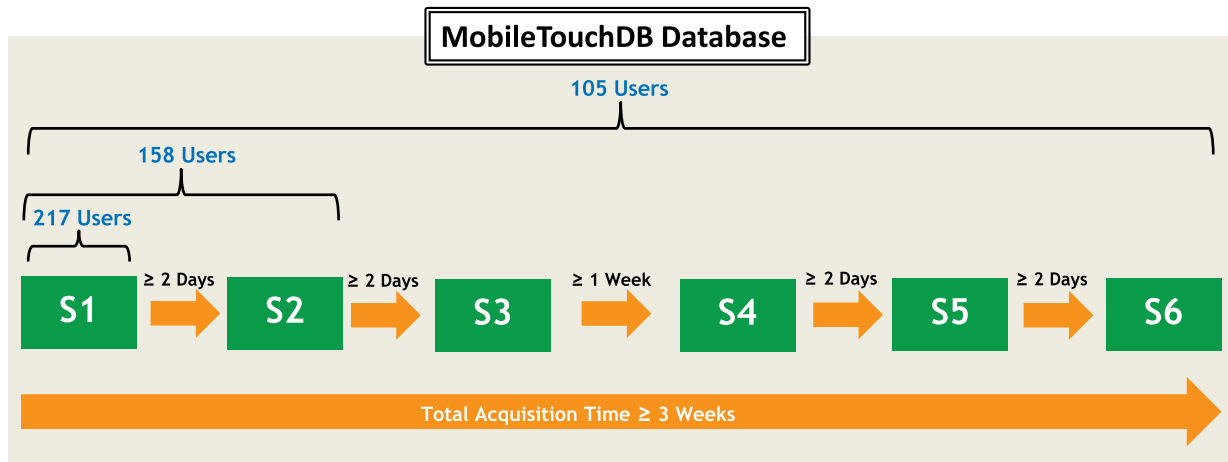 MobileTouchDB Database
105 Users
158 Users
217 Users
≥ 2 Days
≥ 2 Days
≥ 1 Week
≥ 2 Days
≥ 2 Days
S1
S2
S3
S4
S5
S6
Total Acquisition Time ≥ 3 Weeks